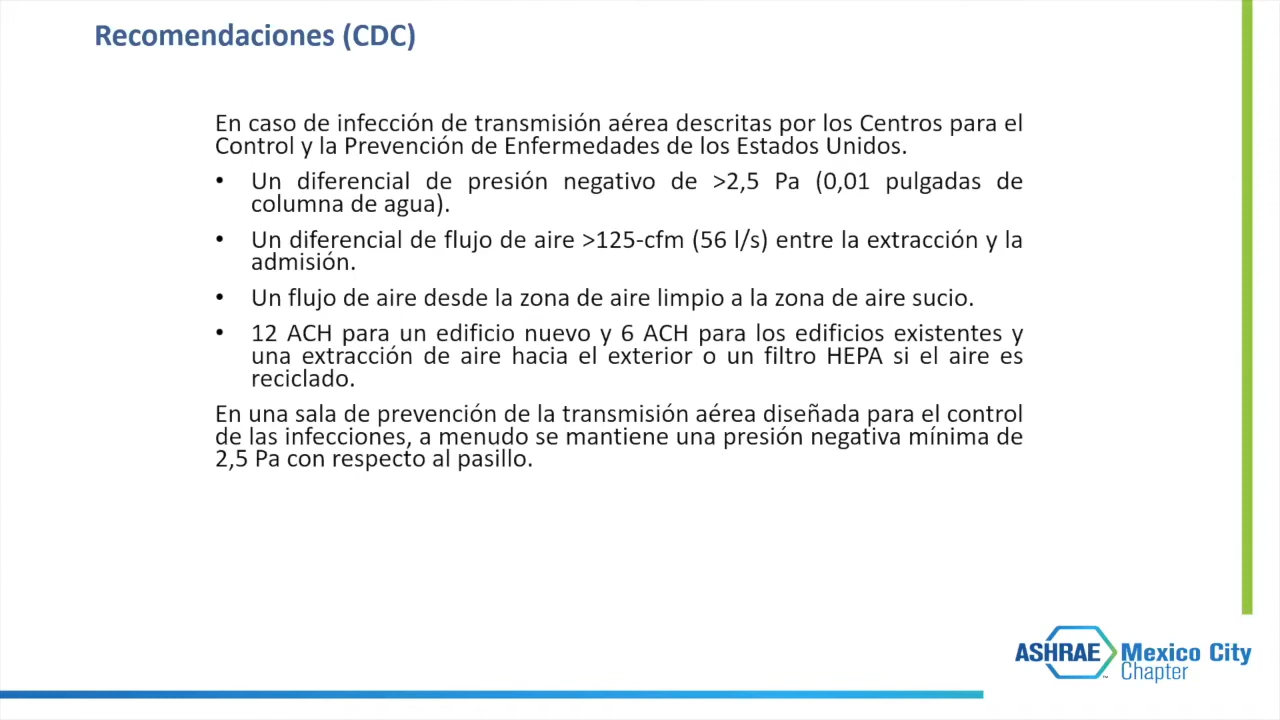 Recomendaciones (CDC)
En caso de infección de transmisión aérea descritas por los Centros para el
Control y la Prevención de Enfermedades de los Estados Unidos.
• Un diferencial de presión negativo de >2,5 Pa (0,01 pulgadas de
columna de agua).
• Un diferencial de flujo de aire >125-cfm (56 l/s) entre la extracción y la
admisión.
• Un flujo de aire desde la zona de aire limpio a la zona de aire sucio.
• 12 ACH para un edificio nuevo y 6 ACH para los edificios existentes y
una extracción de aire hacia el exterior o un filtro HEPA si el aire es
reciclado.
En una sala de prevención de la transmisión aérea diseñada para el control
de las infecciones, a menudo se mantiene una presión negativa mínima de
2,5 Pa con respecto al pasillo.
ASHRAE™ Mexico City
Chapter